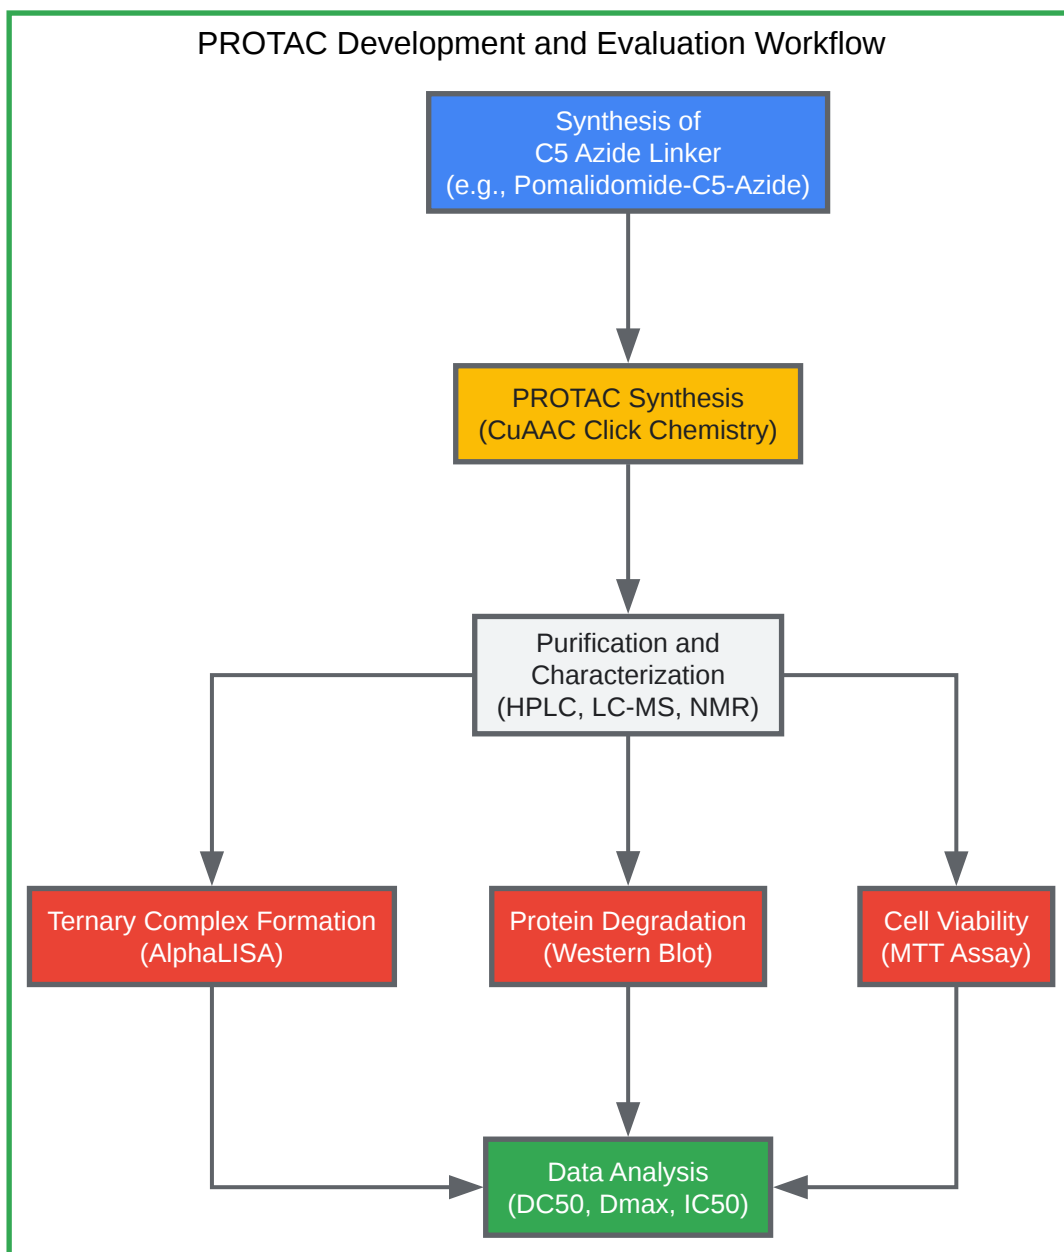 PROTAC Development and Evaluation Workflow
Synthesis of
C5 Azide Linker
(e.g., Pomalidomide-C5-Azide)
PROTAC Synthesis
(CuAAC Click Chemistry)
Purification and
Characterization
(HPLC, LC-MS, NMR)
Ternary Complex Formation
(AlphaLISA)
Protein Degradation
(Western Blot)
Cell Viability
(MTT Assay)
Data Analysis
(DC50, Dmax, IC50)